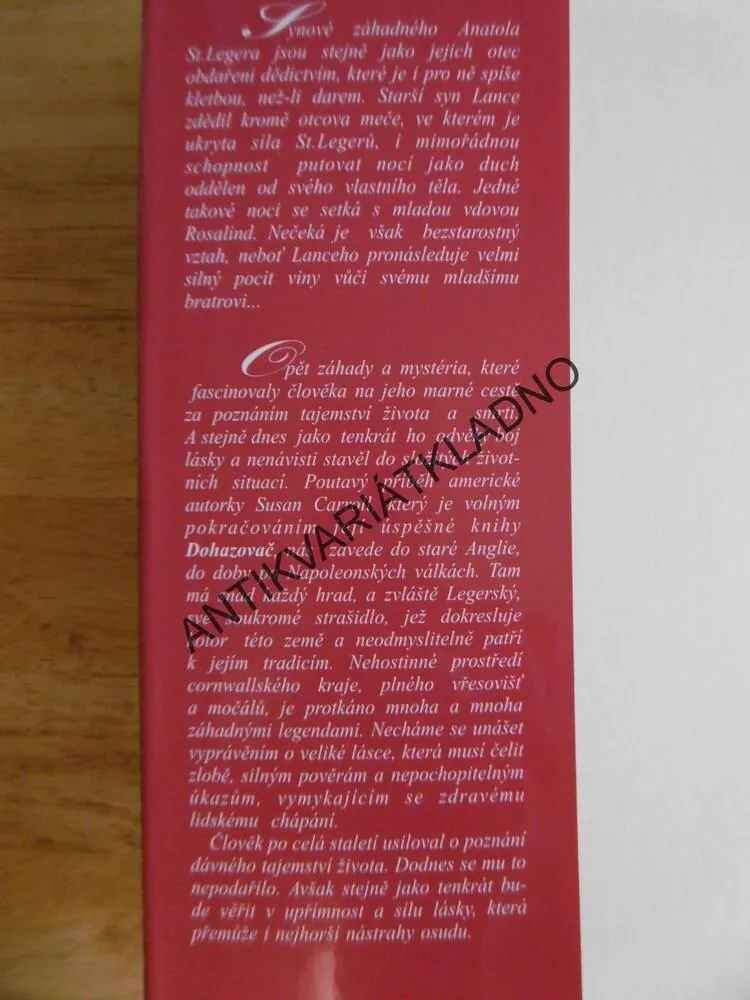 Synové záhadného Anatola
St.Legera jsou stejně jako jejich otec
obdařeni dědictvím, které je i pro ně spíše
kletbou, než-li darem. Starší syn Lance
zdědil kromě otcova meče, ve kterém je
ukryta síla St.Legerů, i mimořádnou
schopnost putovat nocí jako duch
oddělen od svého vlastního těla. Jedné
takové noci se setká s mladou vdovou
Rosalind. Nečeká je však bezstarostný
vztah, neboť Lanceho pronásleduje velmi
silný pocit viny vůči svému mladšímu
bratrovi...
Opět záhady a mystéria, které
fascinovaly člověka na jeho marné cestě
za poznáním tajemství života a smrti.
A stejně dnes jako tenkrát ho odvěký boj
lásky a nenávisti stavěl do složitých život-
ních situací. Poutavý příběh americké
autorky Susan Carroll, který je volným
pokračováním její úspěšné knihy
Dohazovač, nás zavede do staré Anglie,
do doby po Napoleonských válkách. Tam
má snad každý hrad, a zvláště Legerský,
své soukromé strašidlo, jež dokresluje
kolor této země a neodmyslitelně patří
k jejím tradicím. Nehostinné prostředí
cornwallského kraje, plného vřesovišť
a močálů, je protkáno mnoha a mnoha
záhadnými legendami. Necháme se unášet
vyprávěním o veliké lásce, která musí čelit
zlobě, silným pověrám a nepochopitelným
úkazům, vymykajícím se zdravému
lidskému chápání.
Člověk po celá staletí usiloval o poznání
dávného tajemství života. Dodnes se mu to
nepodařilo. Avšak stejně jako tenkrát bu-
de věřit v upřímnost a sílu lásky, která
přemůže i nejhorší nástrahy osudu.
ANTIKVARIÁTKLADNO